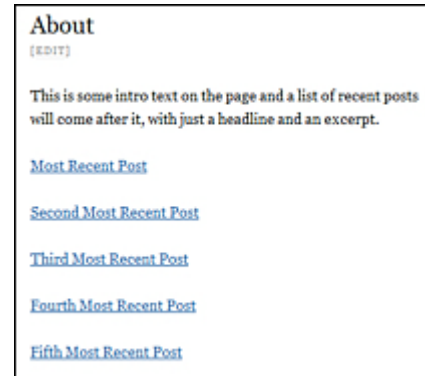 About
[EDIT]
This is some intro text on the page and a list of recent posts
will come after it, with just a headline and an excerpt.
Most Recent Post
Second Most Recent Post
Third Most Recent Post
Fourth Most Recent Post
Fifth Most Recent Post